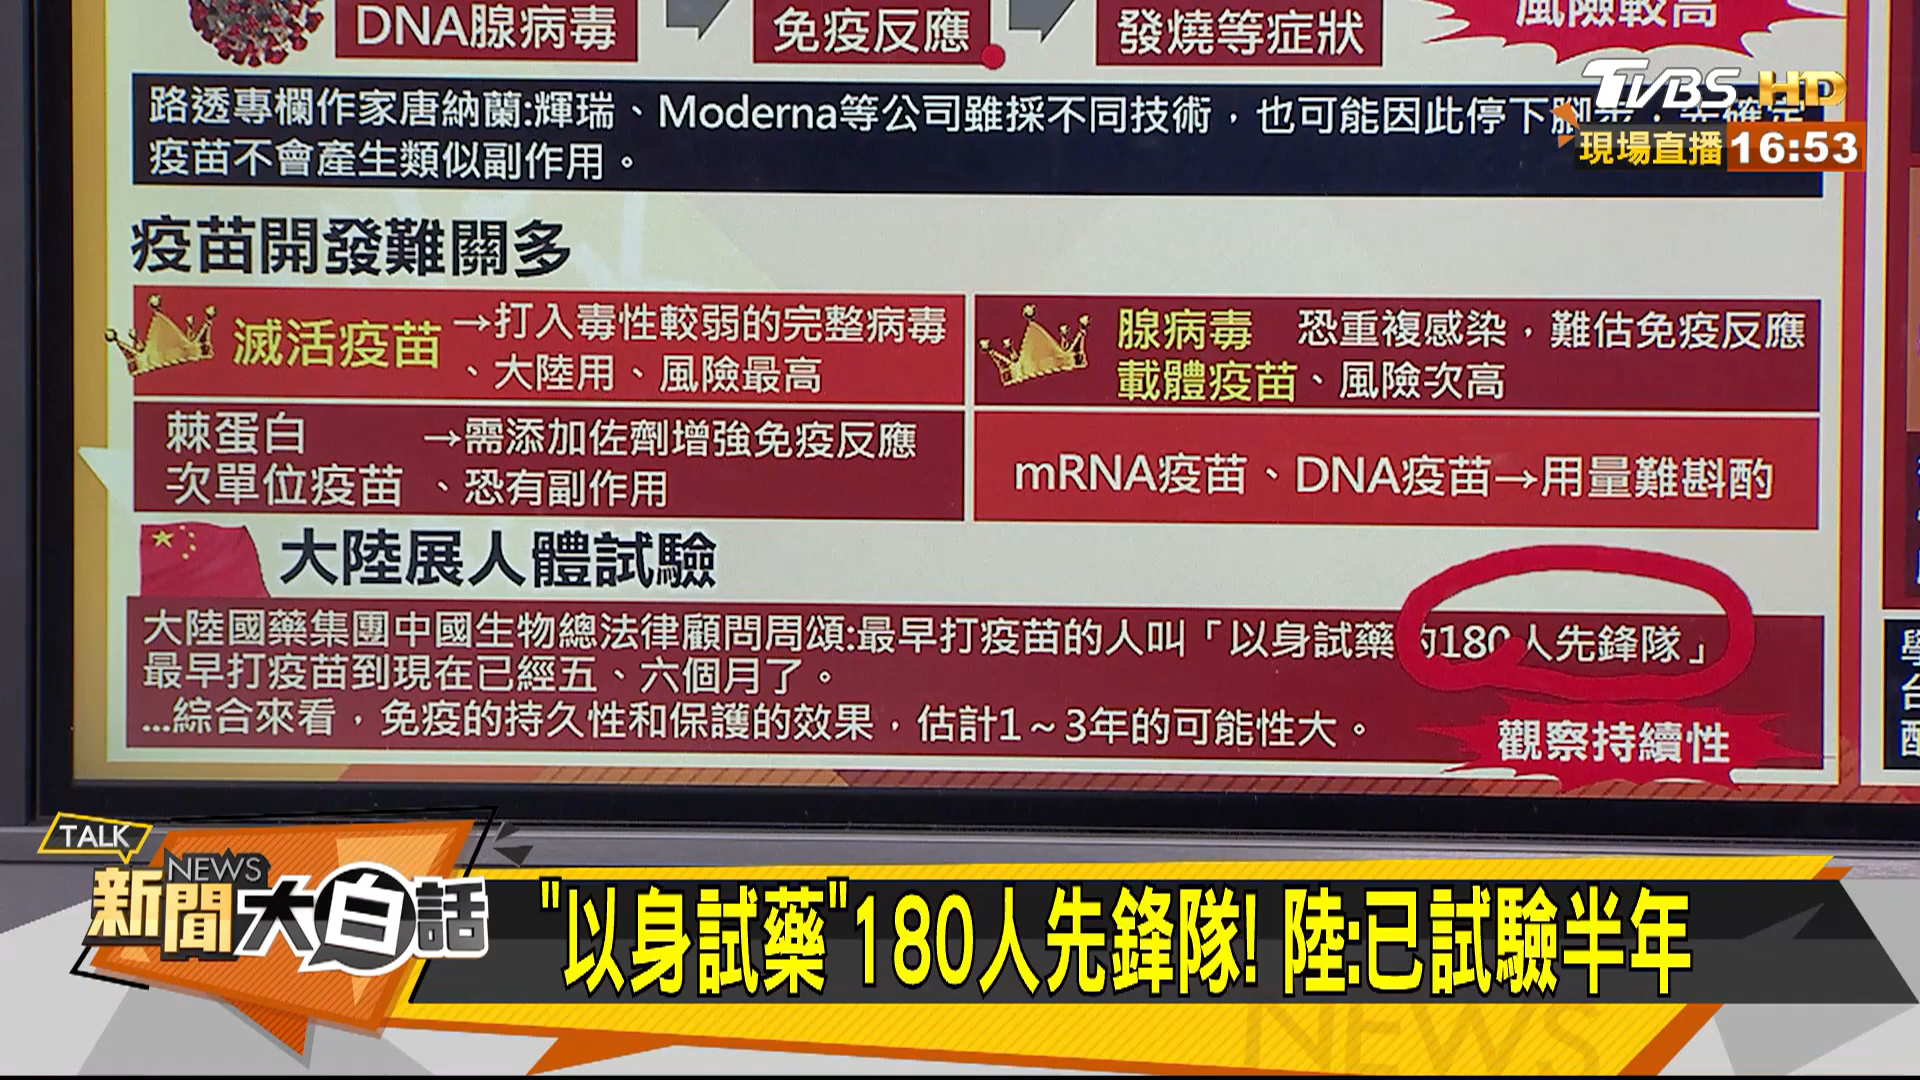 DNA腺病毒
免疫反應
發燒等症狀
風險較高
TVBS HD
現場直播 16:53
路透專欄作家唐納蘭:輝瑞、Moderna等公司雖採不同技術，也可能因此停下腳步，
疫苗不會產生類似副作用。
疫苗開發難關多
滅活疫苗 →打入毒性較弱的完整病毒
、大陸用、風險最高
腺病毒 恐重複感染，難估免疫反應
載體疫苗、風險次高
棘蛋白 →需添加佐劑增強免疫反應
次單位疫苗 、恐有副作用
mRNA疫苗、DNA疫苗→用量難斟酌
大陸展人體試驗
大陸國藥集團中國生物總法律顧問周頌:最早打疫苗的人叫「以身試藥的180人先鋒隊」
最早打疫苗到現在已經五、六個月了。
...綜合來看，免疫的持久性和保護的效果，估計1～3年的可能性大。
觀察持續性
TALK
NEWS
新聞大白話
"以身試藥"180人先鋒隊! 陸:已試驗半年
NEWS